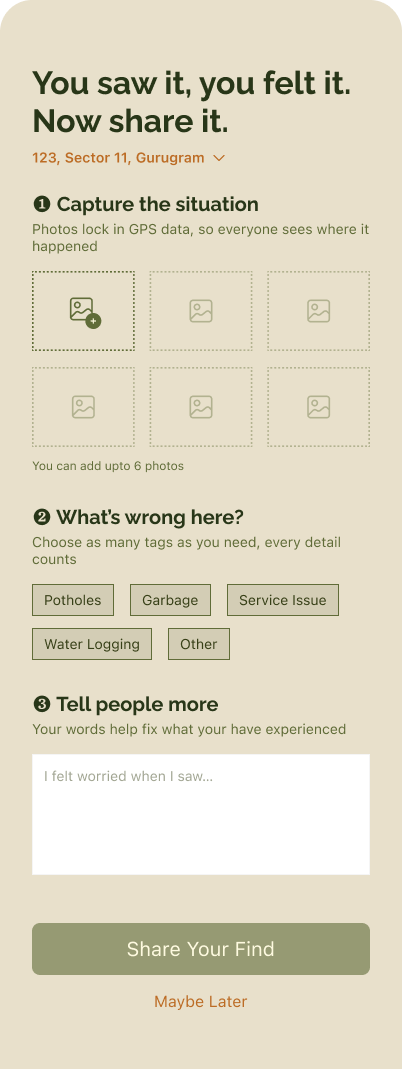 You saw it, you felt it.
Now share it.
123, Sector 11, Gurugram
❶ Capture the situation
Photos lock in GPS data, so everyone sees where it
happened
You can add upto 6 photos
❷ What's wrong here?
Choose as many tags as you need, every detail
counts
Potholes Garbage Service Issue
Water Logging Other
❸ Tell people more
Your words help fix what your have experienced
I felt worried when I saw...
Share Your Find
Maybe Later